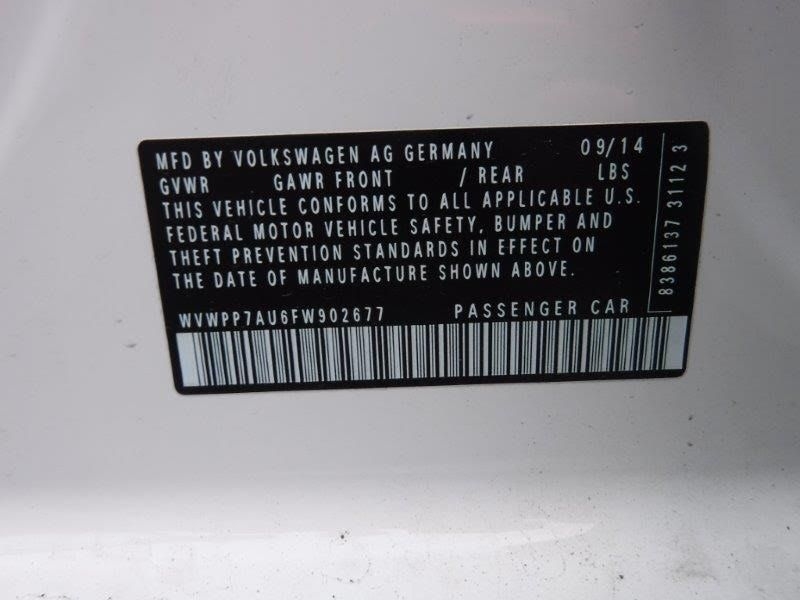 MFD BY VOLKSWAGEN AG GERMANY 09/14
GVWR GAWR FRONT / REAR LBS
THIS VEHICLE CONFORMS TO ALL APPLICABLE U.S.
FEDERAL MOTOR VEHICLE SAFETY, BUMPER AND
THEFT PREVENTION STANDARDS IN EFFECT ON
THE DATE OF MANUFACTURE SHOWN ABOVE.
WVWPP7AU6FW902677 PASSENGER CAR
8386137 31123